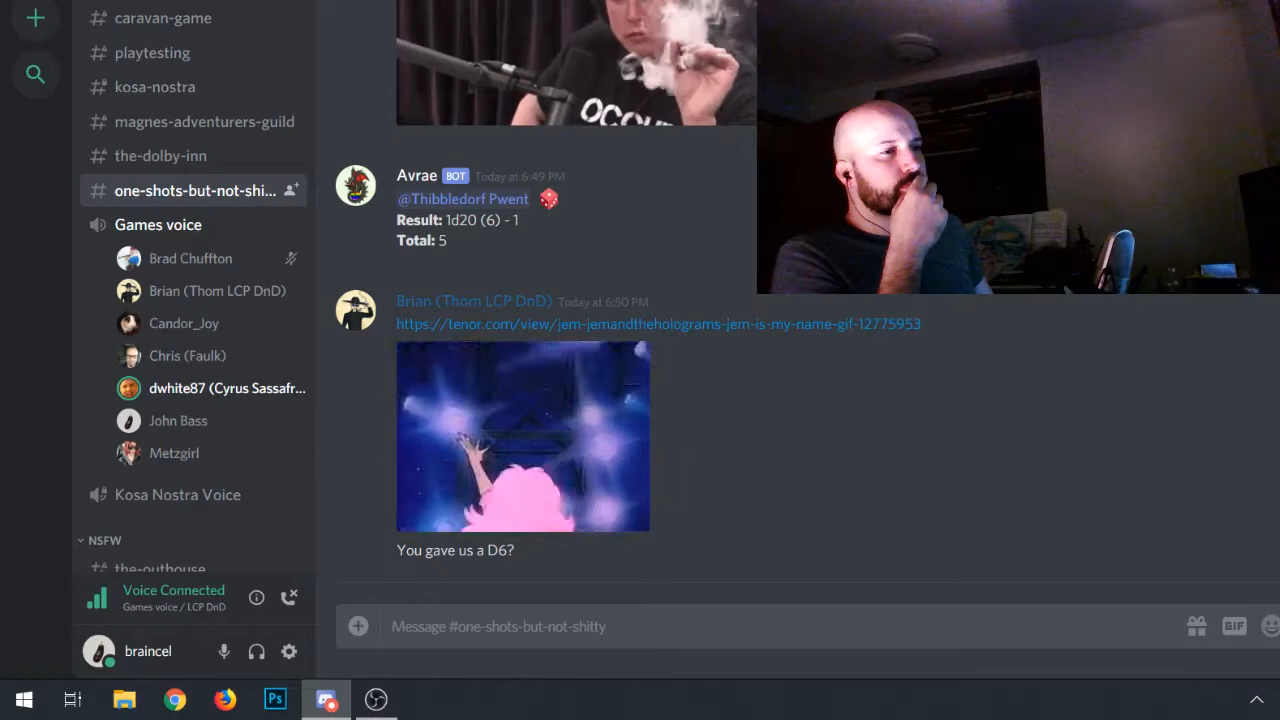 caravan-game
playtesting
kosa-nostra
magnes-adventurers-guild
the-dolby-inn
one-shots-but-not-shi...
Games voice
Brad Chuffton
Brian (Thom LCP DnD)
Candor_Joy
Chris (Faulk)
dwhite87 (Cyrus Sassafr...
John Bass
Metzgirl
Kosa Nostra Voice
NSFW
the-outhouse
Voice Connected
Games voice / LCP DnD
braincel
OCCU
Avrae BOT Today at 6:49 PM
@Thibbledorf Pwent
Result: 1d20 (6) - 1
Total: 5
Brian (Thom LCP DnD) Today at 6:50 PM
https://tenor.com/view/jem-jemandtheholograms-jem-is-my-name-gif-12775953
You gave us a D6?
Message #one-shots-but-not-shitty
GIF
Ps